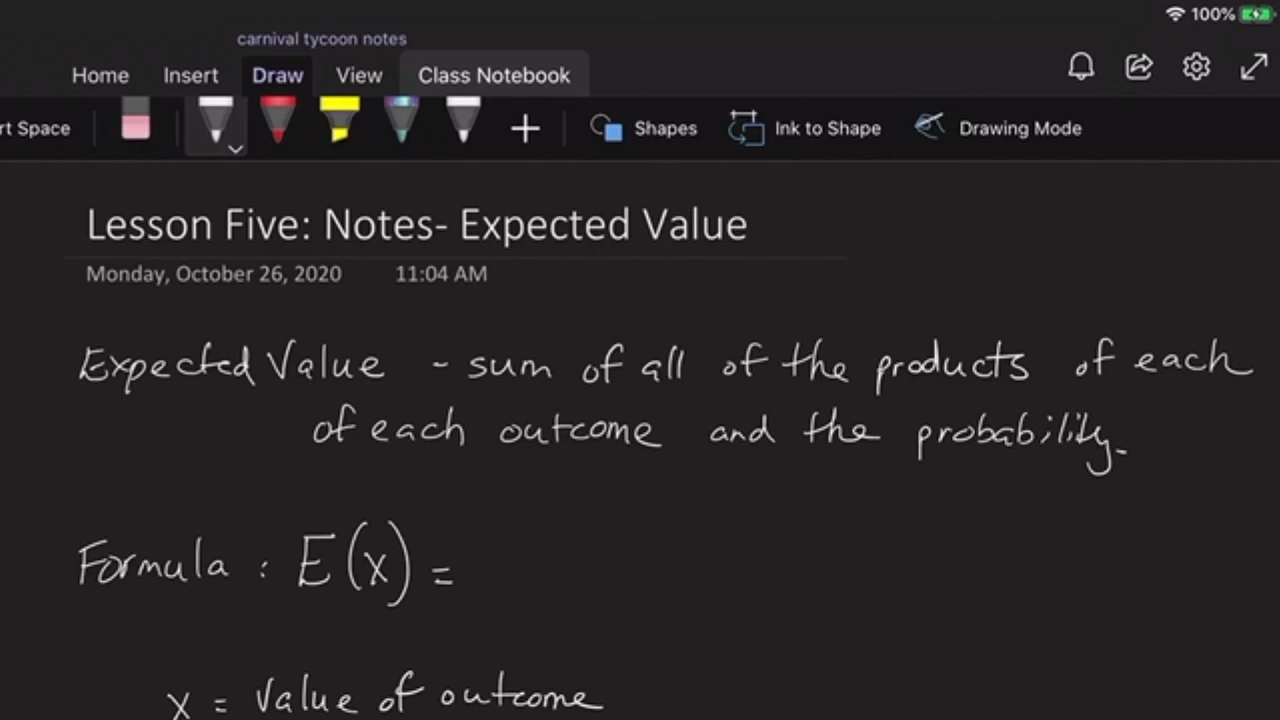 100%
carnival tycoon notes
Home Insert Draw View Class Notebook
rt Space Shapes Ink to Shape Drawing Mode
Lesson Five: Notes- Expected Value
Monday, October 26, 2020 11:04 AM
Expected Value - sum of all of the products of each
of each outcome and the probability.
Formula : E(x) =
x = value of outcome